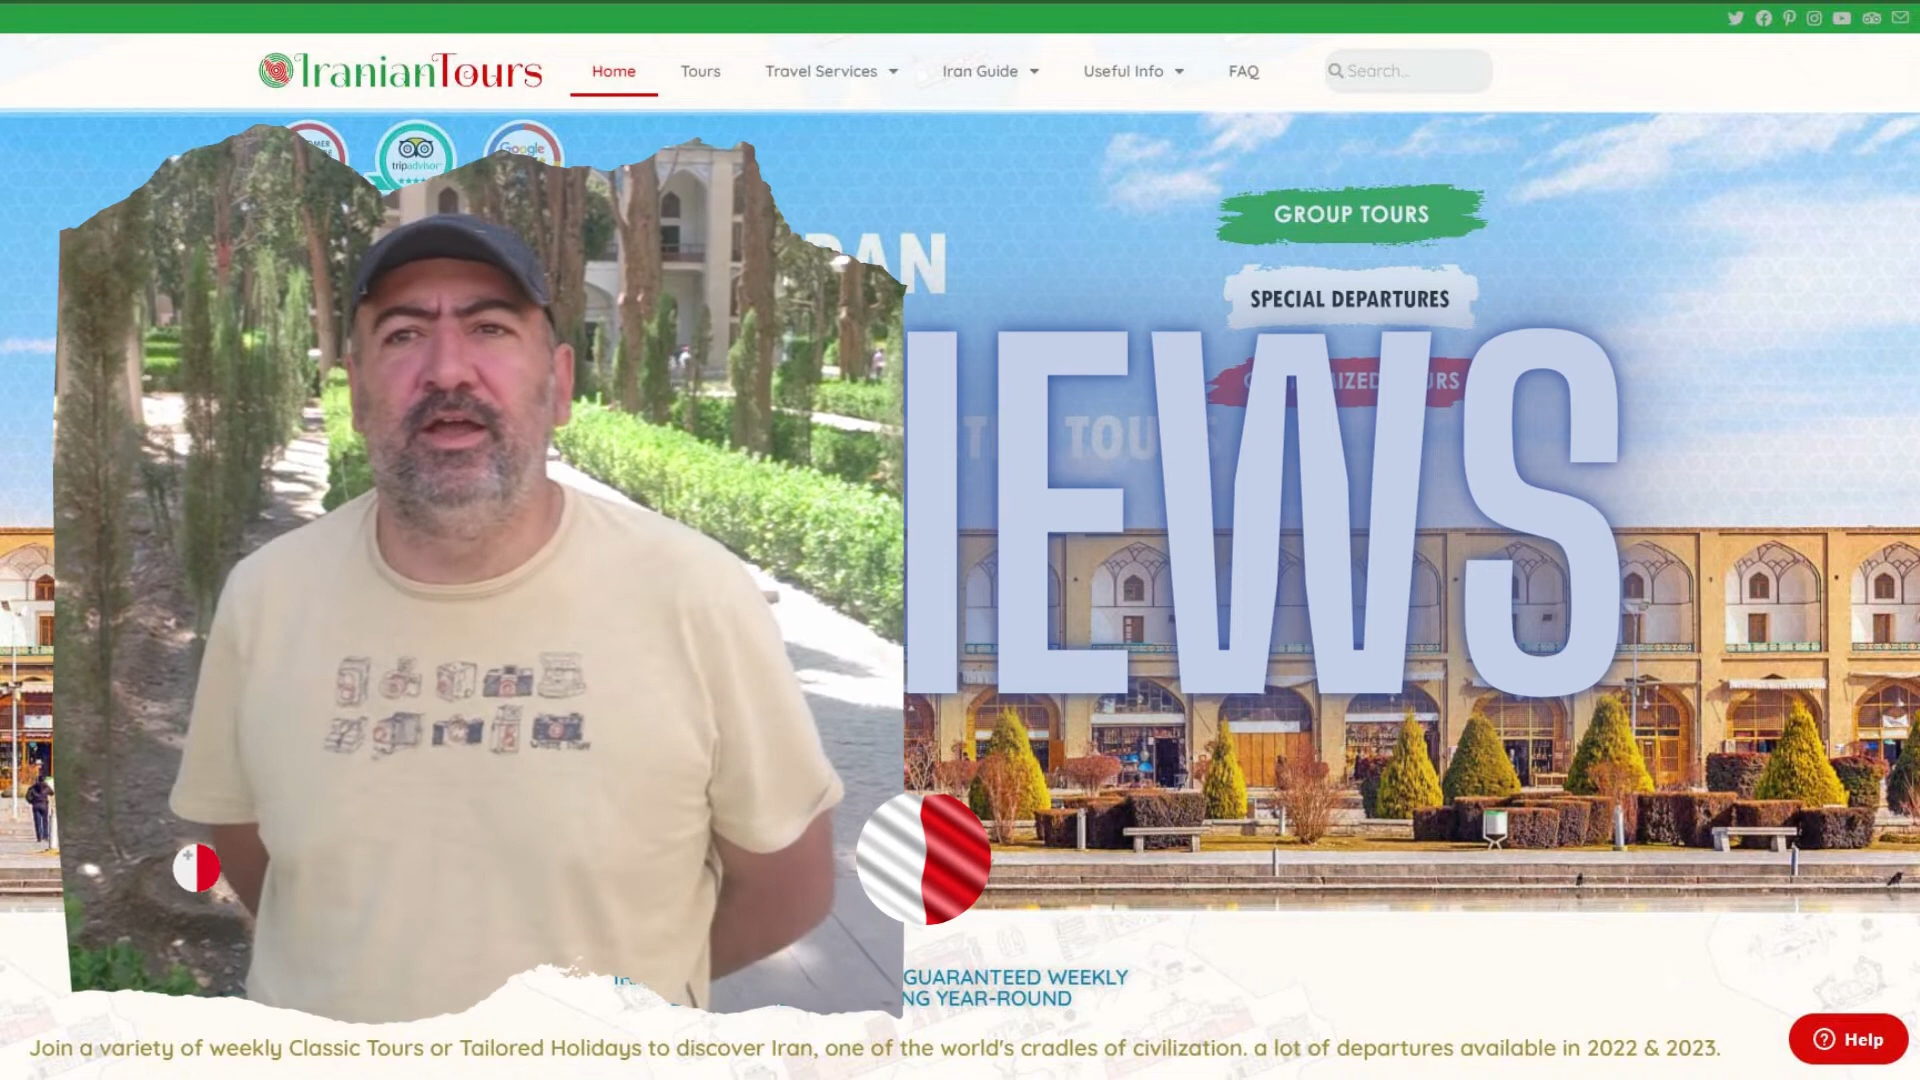 IranianTours
Home
Tours
Travel Services
Iran Guide
Useful Info
FAQ
Search...
tripadvisor
Google
GROUP TOURS
SPECIAL DEPARTURES
IEWS
GUARANTEED WEEKLY
YEAR-ROUND
Join a variety of weekly Classic Tours or Tailored Holidays to discover Iran, one of the world's cradles of civilization. a lot of departures available in 2022 & 2023.
Help